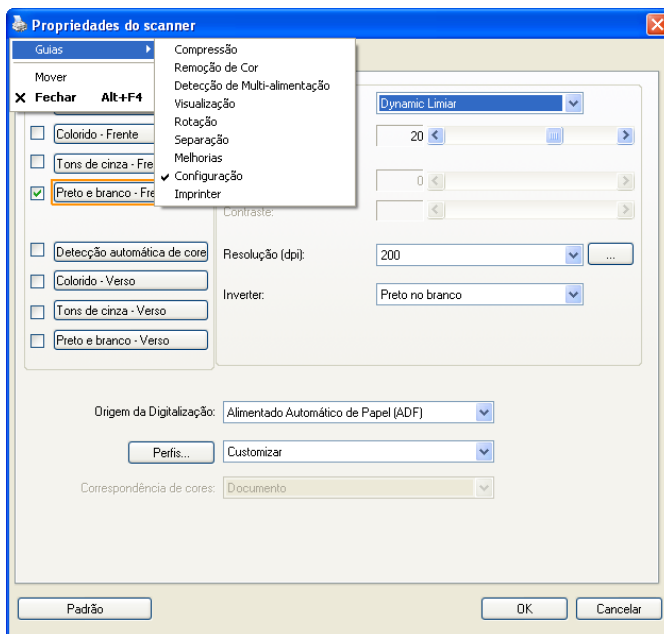 Propriedades do scanner
Guias
Mover
Fechar Alt+F4
Compressão
Remoção de Cor
Detecção de Multi-alimentação
Visualização
Rotação
Separação
Melhorias
Configuração
Imprinter
Dynamic Limiar
Colorido - Frente
20
Tons de cinza - Fre
0
Preto e branco - Fre
Contraste:
Detecção automática de core
Resolução (dpi):
200
...
Colorido - Verso
Inverter:
Preto no branco
Tons de cinza - Verso
Preto e branco - Verso
Origem da Digitalização:
Alimentado Automático de Papel (ADF)
Perfis...
Customizar
Correspondência de cores:
Documento
Padrão
OK
Cancelar